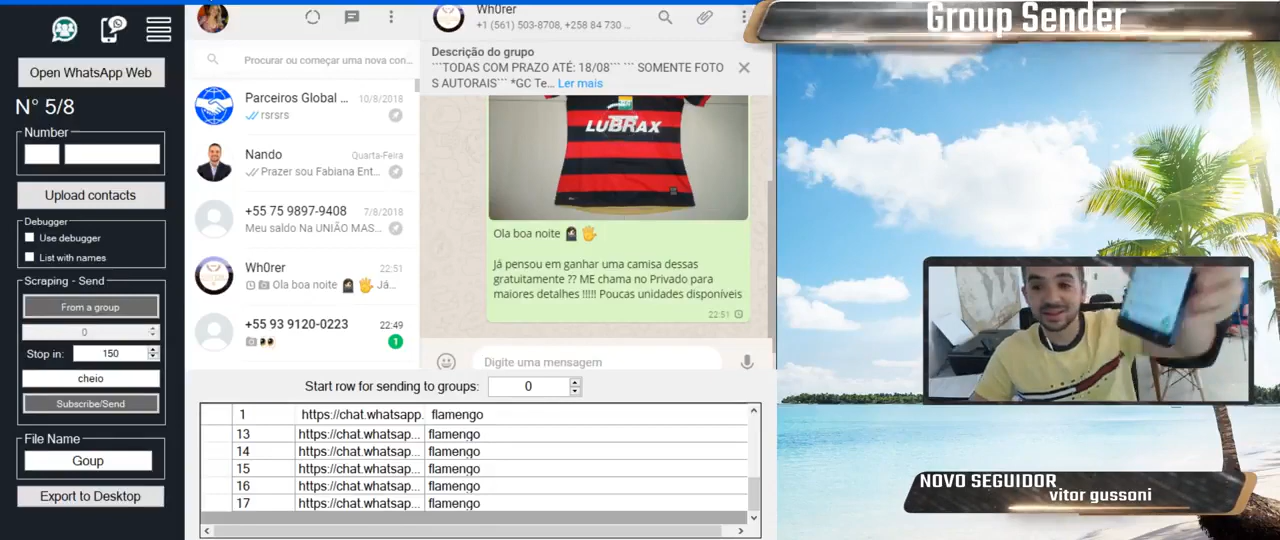 Open WhatsApp Web
N° 5/8
Number
Upload contacts
Debugger
Use debugger
List with names
Scraping - Send
From a group
0
Stop in: 150
cheio
Subscribe/Send
File Name
Goup
Export to Desktop
Procurar ou começar uma nova con...
Parceiros Global ... 10/8/2018
rsrsrs
Nando Quarta-Feira
Prazer sou Fabiana Ent...
+55 75 9897-9408 7/8/2018
Meu saldo Na UNIÃO MAS...
Wh0rer 22:51
Ola boa noite 🙍🏿‍♀️ 🖐 Já...
+55 93 9120-0223 22:49
👀 1
Wh0rer
+1 (561) 503-8708, +258 84 730 ...
Descrição do grupo
```TODAS COM PRAZO ATÉ: 18/08``` ``` SOMENTE FOTO
S AUTORAIS``` *GC Te... Ler mais
LUBRAX
Ola boa noite 🙍🏿‍♀️ 🖐
Já pensou em ganhar uma camisa dessas
gratuitamente ?? ME chama no Privado para
maiores detalhes !!!!! Poucas unidades disponíveis
22:51
Digite uma mensagem
Start row for sending to groups: 0
1 https://chat.whatsapp. flamengo
13 https://chat.whatsap... flamengo
14 https://chat.whatsap... flamengo
15 https://chat.whatsap... flamengo
16 https://chat.whatsap... flamengo
17 https://chat.whatsap... flamengo
Group Sender
NOVO SEGUIDOR
vitor gussoni